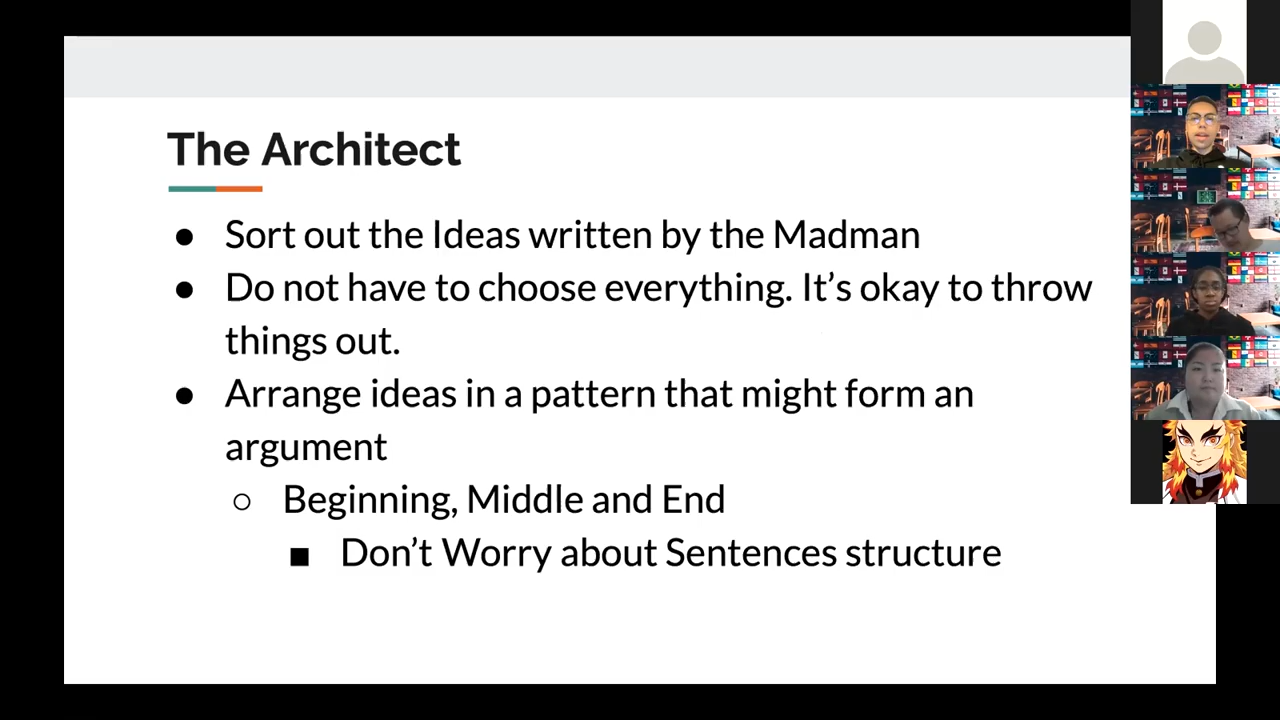 The Architect
● Sort out the Ideas written by the Madman
● Do not have to choose everything. It's okay to throw
things out.
● Arrange ideas in a pattern that might form an
argument
○ Beginning, Middle and End
■ Don't Worry about Sentences structure